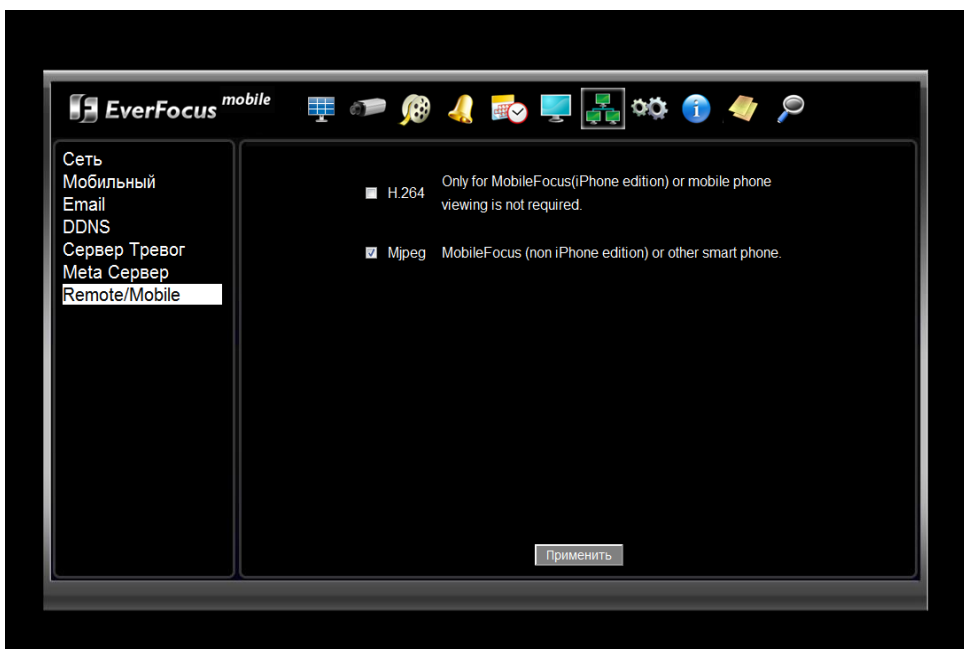 EverFocus mobile
Сеть
Мобильный
Email
DDNS
Сервер Тревог
Мета Сервер
Remote/Mobile
H.264 Only for MobileFocus(iPhone edition) or mobile phone
viewing is not required.
Mjpeg MobileFocus (non iPhone edition) or other smart phone.
Применить